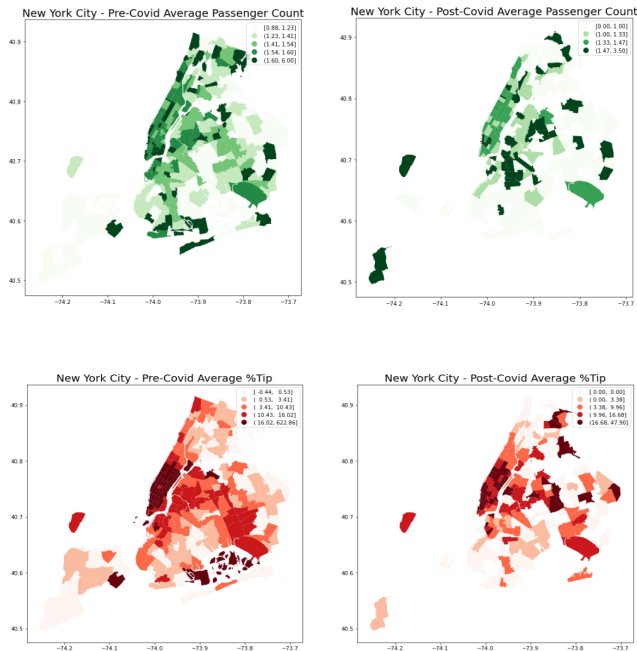 New York City - Pre-Covid Average Passenger Count
[0.88, 1.23]
(1.23, 1.41]
(1.41, 1.54]
(1.54, 1.60]
(1.60, 6.00]
40.9
40.8
40.7
40.6
40.5
−74.2 −74.1 −74.0 −73.9 −73.8 −73.7
New York City - Post-Covid Average Passenger Count
[0.00, 1.00]
(1.00, 1.33]
(1.33, 1.47]
(1.47, 3.50]
40.9
40.8
40.7
40.6
40.5
−74.2 −74.1 −74.0 −73.9 −73.8 −73.7
New York City - Pre-Covid Average %Tip
[ -0.44, 0.53]
( 0.53, 3.41]
( 3.41, 10.43]
(10.43, 16.02]
(16.02, 622.86]
40.9
40.8
40.7
40.6
40.5
−74.2 −74.1 −74.0 −73.9 −73.8 −73.7
New York City - Post-Covid Average %Tip
[ 0.00, 0.00]
( 0.00, 3.38]
( 3.38, 9.96]
( 9.96, 16.68]
(16.68, 47.90]
40.9
40.8
40.7
40.6
40.5
−74.2 −74.1 −74.0 −73.9 −73.8 −73.7